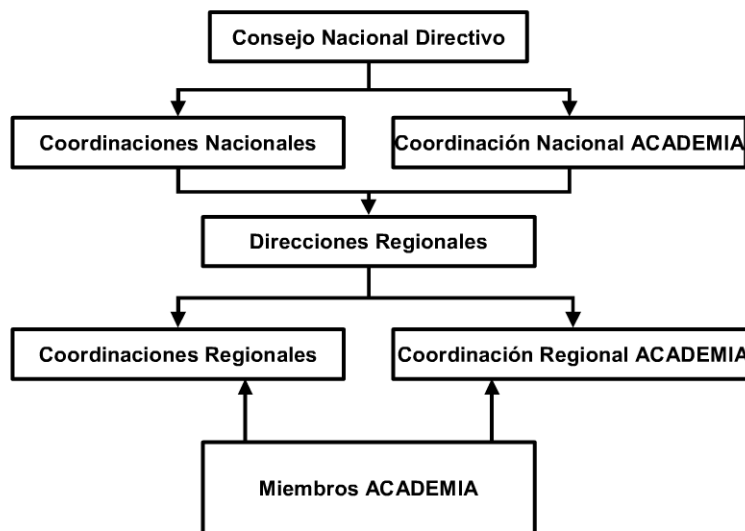 Consejo Nacional Directivo
Coordinaciones Nacionales
Coordinación Nacional ACADEMIA
Direcciones Regionales
Coordinaciones Regionales
Coordinación Regional ACADEMIA
Miembros ACADEMIA